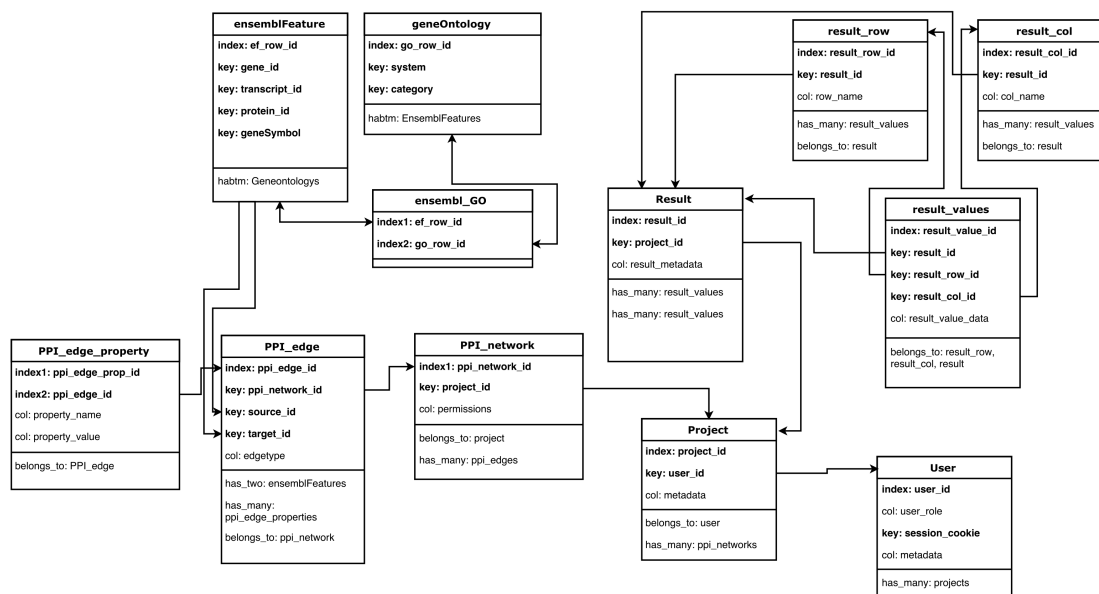 ensemblFeature
index: ef_row_id
key: gene_id
key: transcript_id
key: protein_id
key: geneSymbol
habtm: Geneontologys
geneOntology
index: go_row_id
key: system
key: category
habtm: EnsemblFeatures
ensembl_GO
index1: ef_row_id
index2: go_row_id
result_row
index: result_row_id
key: result_id
col: row_name
has_many: result_values
belongs_to: result
result_col
index: result_col_id
key: result_id
col: col_name
has_many: result_values
belongs_to: result
Result
index: result_id
key: project_id
col: result_metadata
has_many: result_values
has_many: result_values
result_values
index: result_value_id
key: result_id
key: result_row_id
key: result_col_id
col: result_value_data
belongs_to: result_row,
result_col, result
PPI_edge_property
index1: ppi_edge_prop_id
index2: ppi_edge_id
col: property_name
col: property_value
belongs_to: PPI_edge
PPI_edge
index: ppi_edge_id
key: ppi_network_id
key: source_id
key: target_id
col: edgetype
has_two: ensemblFeatures
has_many:
ppi_edge_properties
belongs_to: ppi_network
PPI_network
index1: ppi_network_id
key: project_id
col: permissions
belongs_to: project
has_many: ppi_edges
Project
index: project_id
key: user_id
col: metadata
belongs_to: user
has_many: ppi_networks
User
index: user_id
col: user_role
key: session_cookie
col: metadata
has_many: projects